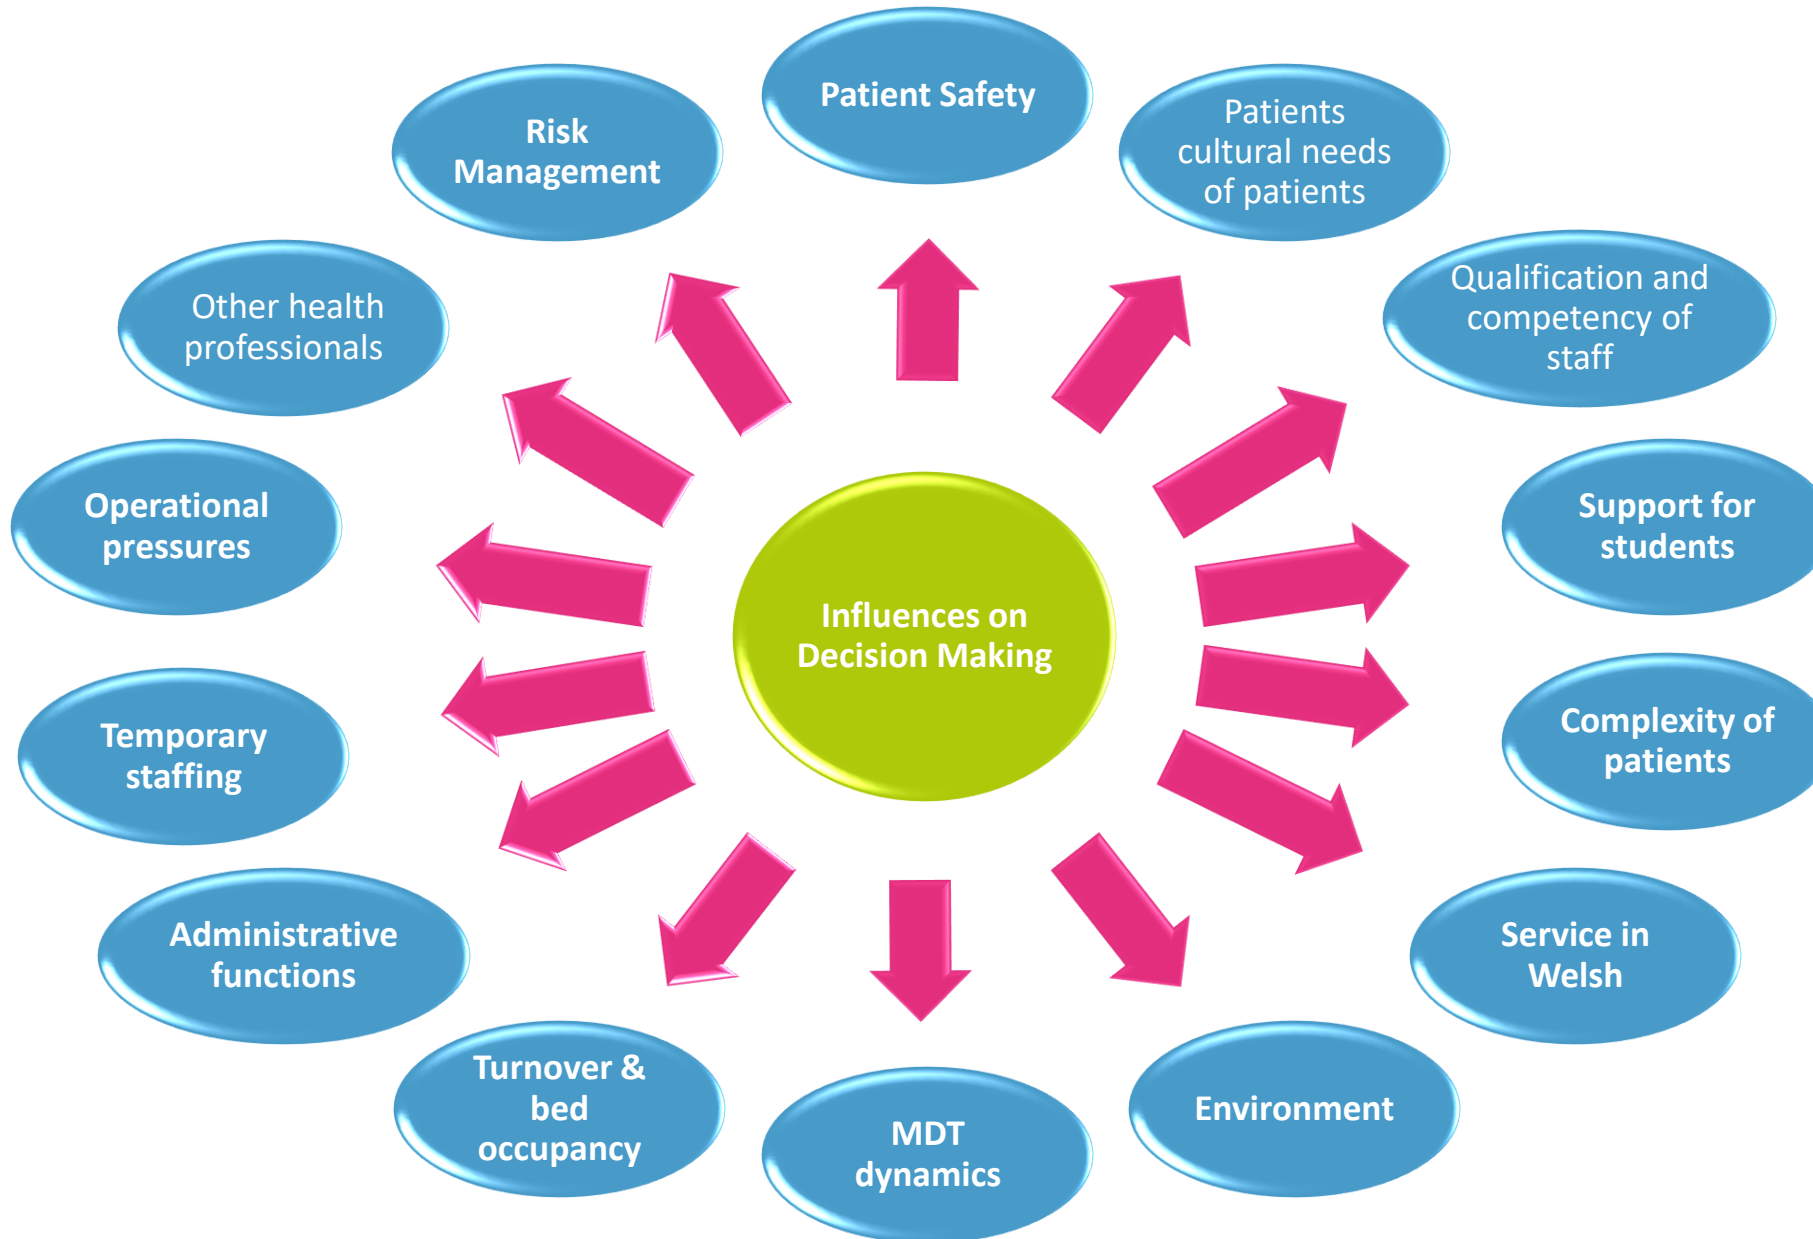 Patient Safety
Patients
cultural needs
of patients
Qualification and
competency of
staff
Support for
students
Complexity of
patients
Service in
Welsh
Environment
MDT
dynamics
Turnover &
bed
occupancy
Administrative
functions
Temporary
staffing
Operational
pressures
Other health
professionals
Risk
Management
Influences on
Decision Making